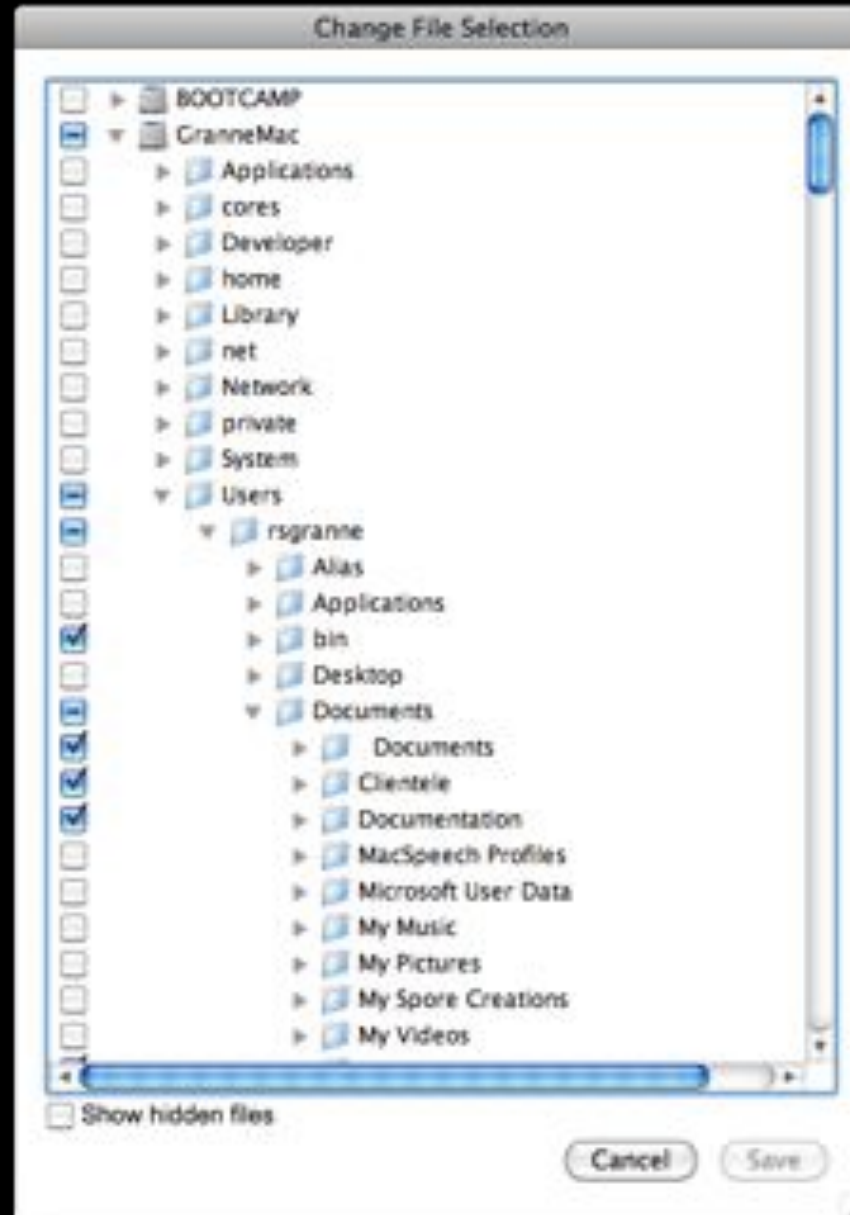 Change File Selection
BOOTCAMP
GranneMac
Applications
cores
Developer
home
Library
net
Network
private
System
Users
rsgranne
Alias
Applications
bin
Desktop
Documents
Documents
Clientele
Documentation
MacSpeech Profiles
Microsoft User Data
My Music
My Pictures
My Spore Creations
My Videos
Show hidden files
Cancel Save